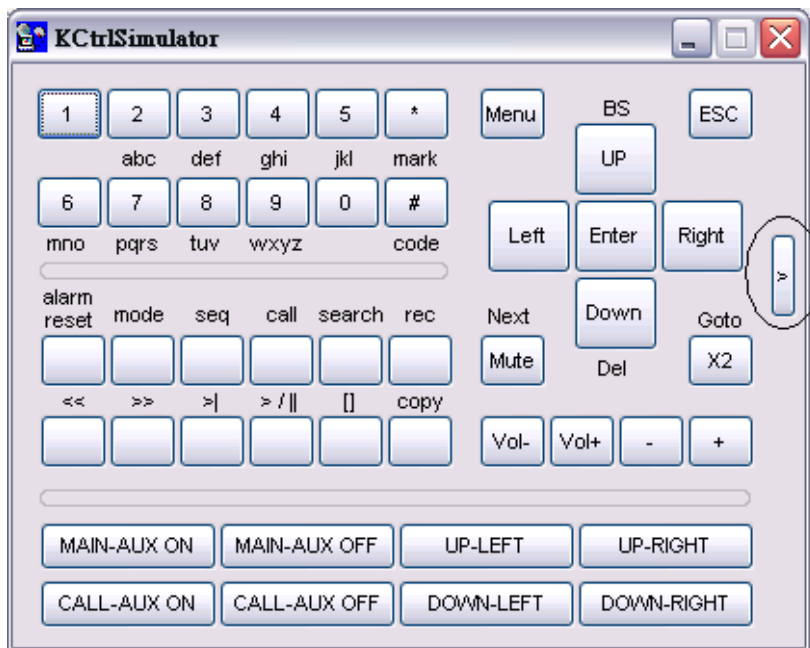 KCtrlSimulator
1 2 3 4 5 * Menu BS ESC
abc def ghi jkl mark UP
6 7 8 9 0 #
mno pqrs tuv wxyz code Left Enter Right >
alarm reset mode seq call search rec Next Down Goto
Mute Del X2
<< >> >| > / || [] copy
Vol- Vol+ - +
MAIN-AUX ON MAIN-AUX OFF UP-LEFT UP-RIGHT
CALL-AUX ON CALL-AUX OFF DOWN-LEFT DOWN-RIGHT